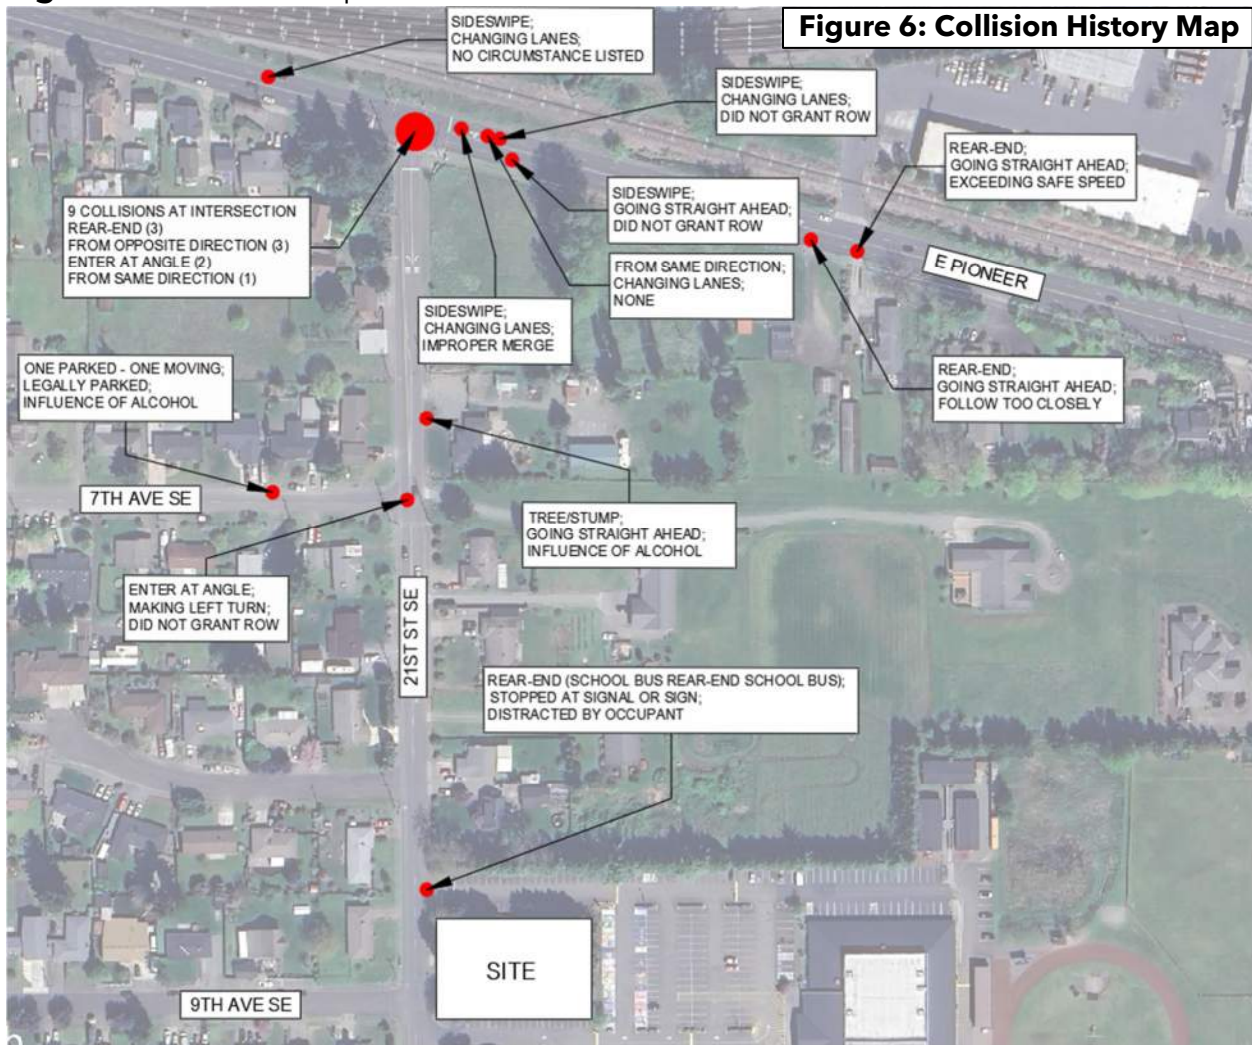 Figure 6: Collision History Map
SIDESWIPE;
CHANGING LANES;
NO CIRCUMSTANCE LISTED
SIDESWIPE;
CHANGING LANES;
DID NOT GRANT ROW
REAR-END;
GOING STRAIGHT AHEAD;
EXCEEDING SAFE SPEED
9 COLLISIONS AT INTERSECTION
REAR-END (3)
FROM OPPOSITE DIRECTION (3)
ENTER AT ANGLE (2)
FROM SAME DIRECTION (1)
SIDESWIPE;
GOING STRAIGHT AHEAD;
DID NOT GRANT ROW
FROM SAME DIRECTION;
CHANGING LANES;
NONE
E PIONEER
SIDESWIPE;
CHANGING LANES;
IMPROPER MERGE
ONE PARKED - ONE MOVING;
LEGALLY PARKED;
INFLUENCE OF ALCOHOL
REAR-END;
GOING STRAIGHT AHEAD;
FOLLOW TOO CLOSELY
7TH AVE SE
TREE/STUMP;
GOING STRAIGHT AHEAD;
INFLUENCE OF ALCOHOL
ENTER AT ANGLE;
MAKING LEFT TURN;
DID NOT GRANT ROW
21ST ST SE
REAR-END (SCHOOL BUS REAR-END SCHOOL BUS);
STOPPED AT SIGNAL OR SIGN;
DISTRACTED BY OCCUPANT
SITE
9TH AVE SE